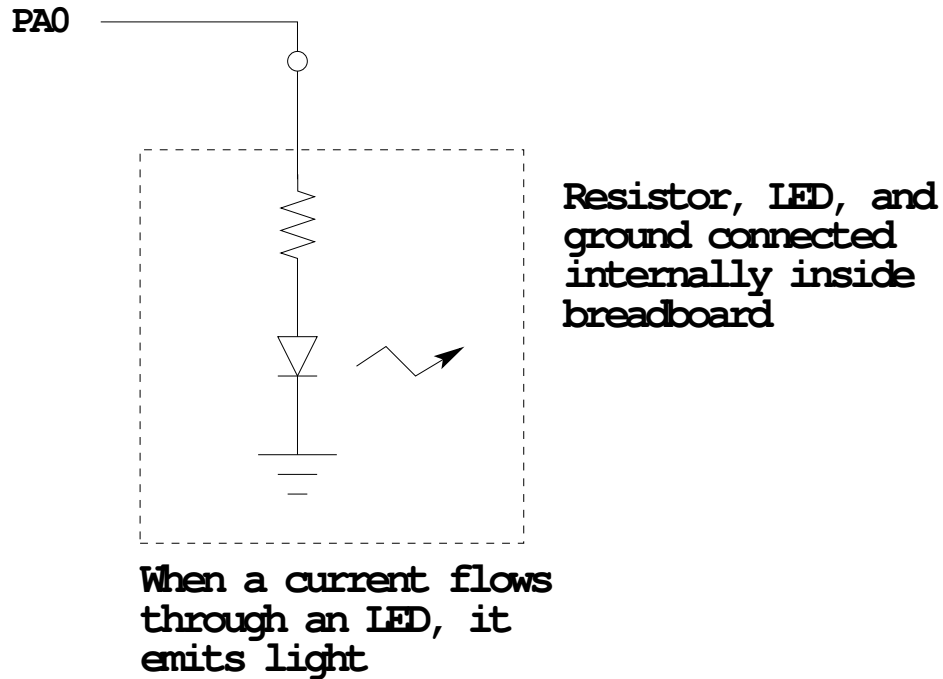 PA0
Resistor, LED, and
ground connected
internally inside
breadboard
When a current flows
through an LED, it
emits light